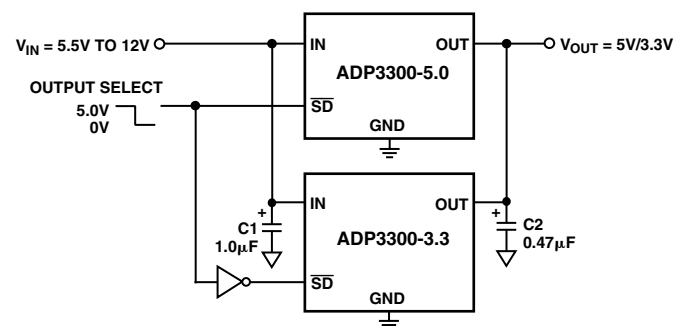 V_IN = 5.5V TO 12V
IN
OUT
V_OUT = 5V/3.3V
ADP3300-5.0
OUTPUT SELECT
5.0V
0V
SD
GND
IN
OUT
C1
1.0μF
+
ADP3300-3.3
+
C2
0.47μF
SD
GND